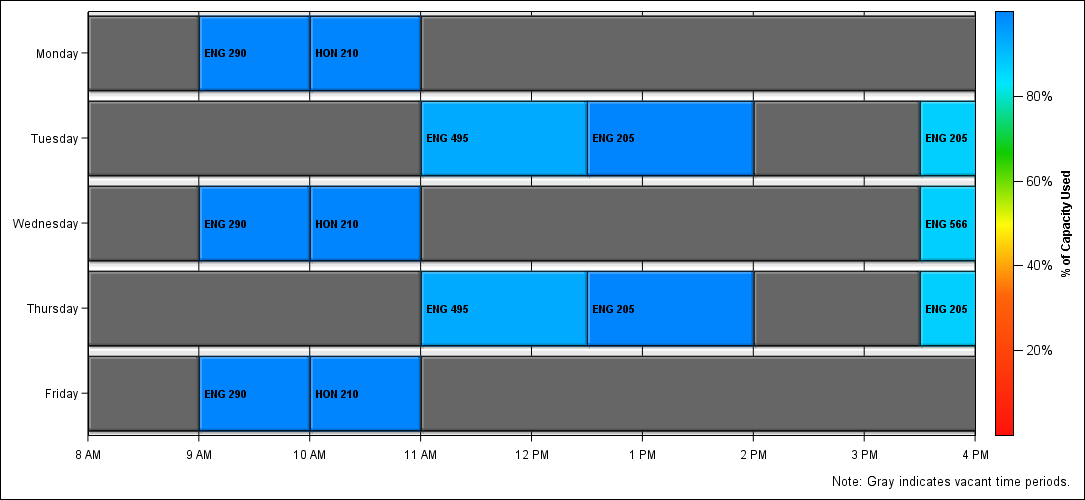 Monday
ENG 290
HON 210
Tuesday
ENG 495
ENG 205
ENG 205
Wednesday
ENG 290
HON 210
ENG 566
Thursday
ENG 495
ENG 205
ENG 205
Friday
ENG 290
HON 210
8 AM
9 AM
10 AM
11 AM
12 PM
1 PM
2 PM
3 PM
4 PM
80%
60%
40%
20%
% of Capacity Used
Note: Gray indicates vacant time periods.